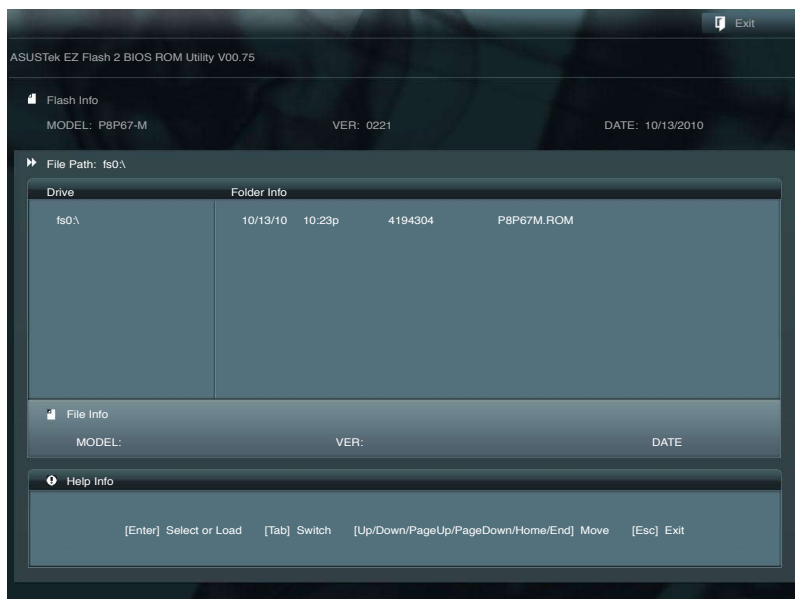 Exit
ASUSTek EZ Flash 2 BIOS ROM Utility V00.75
Flash Info
MODEL: P8P67-M VER: 0221 DATE: 10/13/2010
File Path: fs0:\
Drive Folder Info
fs0:\ 10/13/10 10:23p 4194304 P8P67M.ROM
File Info
MODEL: VER: DATE
Help Info
[Enter] Select or Load [Tab] Switch [Up/Down/PageUp/PageDown/Home/End] Move [Esc] Exit